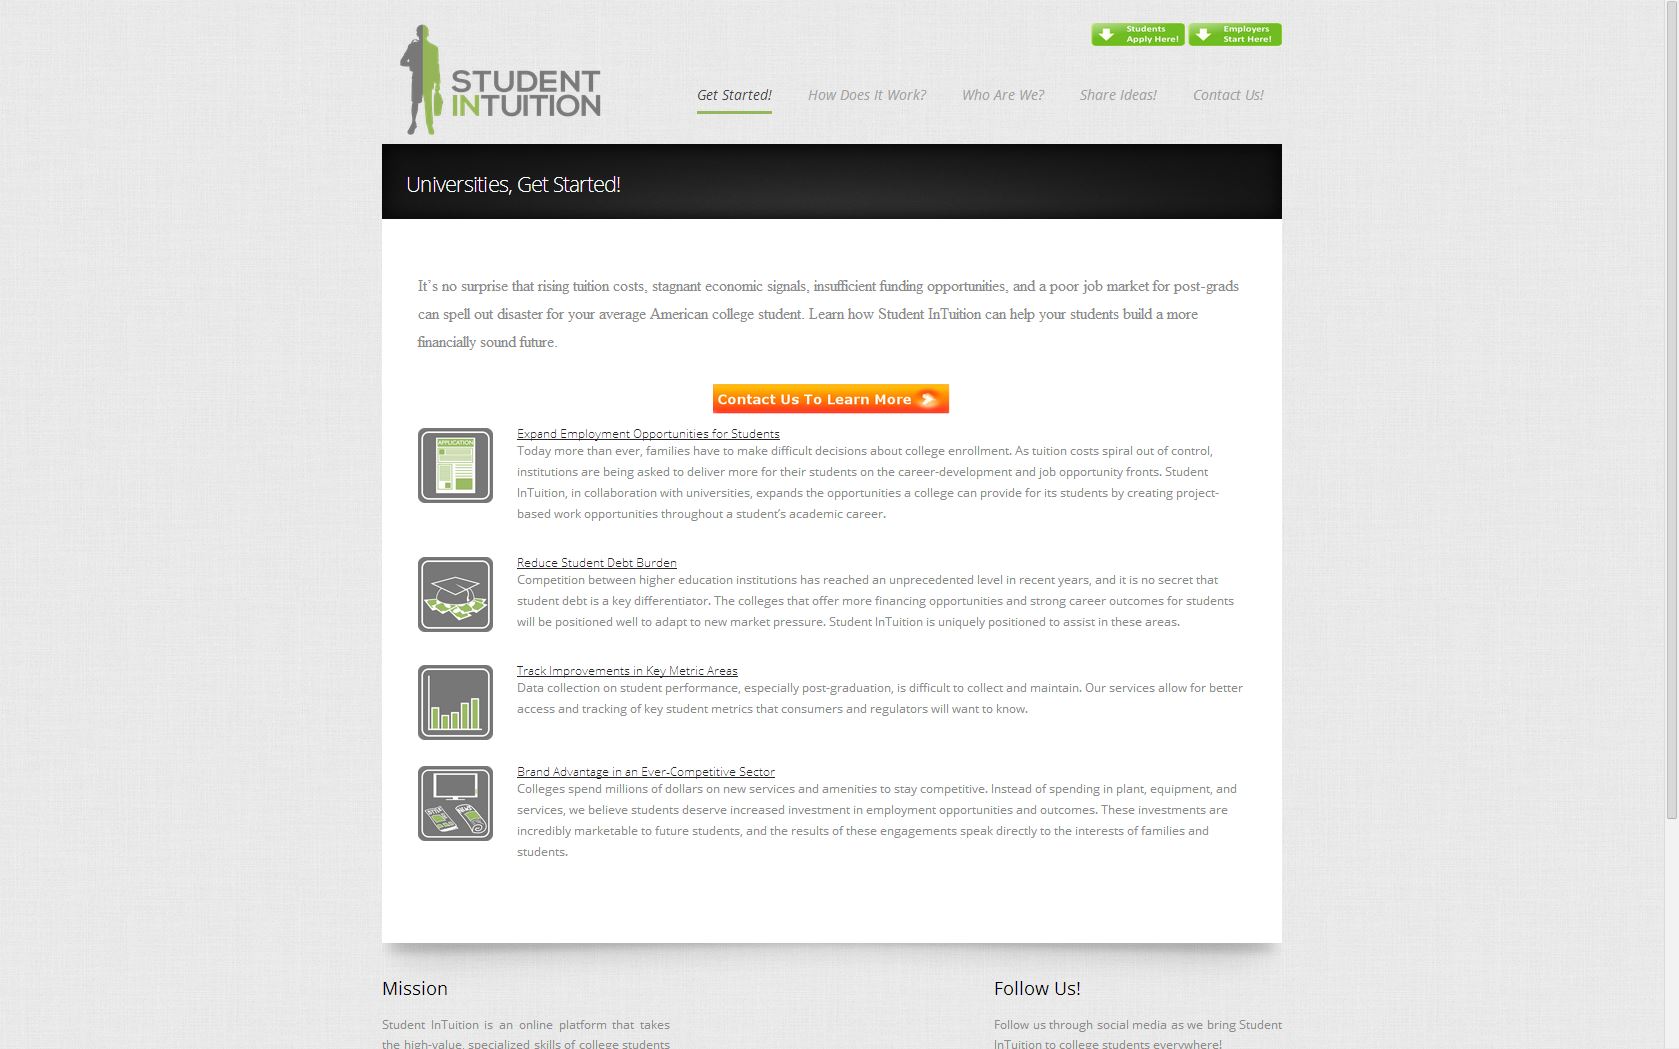 Students
Apply Here!
Employers
Start Here!
STUDENT
INTUITION
Get Started!
How Does It Work?
Who Are We?
Share Ideas!
Contact Us!
Universities, Get Started!
It's no surprise that rising tuition costs, stagnant economic signals, insufficient funding opportunities, and a poor job market for post-grads
can spell out disaster for your average American college student. Learn how Student InTuition can help your students build a more
financially sound future.
Contact Us To Learn More
APPLICATION
Expand Employment Opportunities for Students
Today more than ever, families have to make difficult decisions about college enrollment. As tuition costs spiral out of control,
institutions are being asked to deliver more for their students on the career-development and job opportunity fronts. Student
InTuition, in collaboration with universities, expands the opportunities a college can provide for its students by creating project-
based work opportunities throughout a student’s academic career.
Reduce Student Debt Burden
Competition between higher education institutions has reached an unprecedented level in recent years, and it is no secret that
student debt is a key differentiator. The colleges that offer more financing opportunities and strong career outcomes for students
will be positioned well to adapt to new market pressure. Student InTuition is uniquely positioned to assist in these areas.
Track Improvements in Key Metric Areas
Data collection on student performance, especially post-graduation, is difficult to collect and maintain. Our services allow for better
access and tracking of key student metrics that consumers and regulators will want to know.
Brand Advantage in an Ever-Competitive Sector
Colleges spend millions of dollars on new services and amenities to stay competitive. Instead of spending in plant, equipment, and
services, we believe students deserve increased investment in employment opportunities and outcomes. These investments are
incredibly marketable to future students, and the results of these engagements speak directly to the interests of families and
students.
Mission
Student InTuition is an online platform that takes
the high-value, specialized skills of college students
Follow Us!
Follow us through social media as we bring Student
InTuition to college students everywhere!